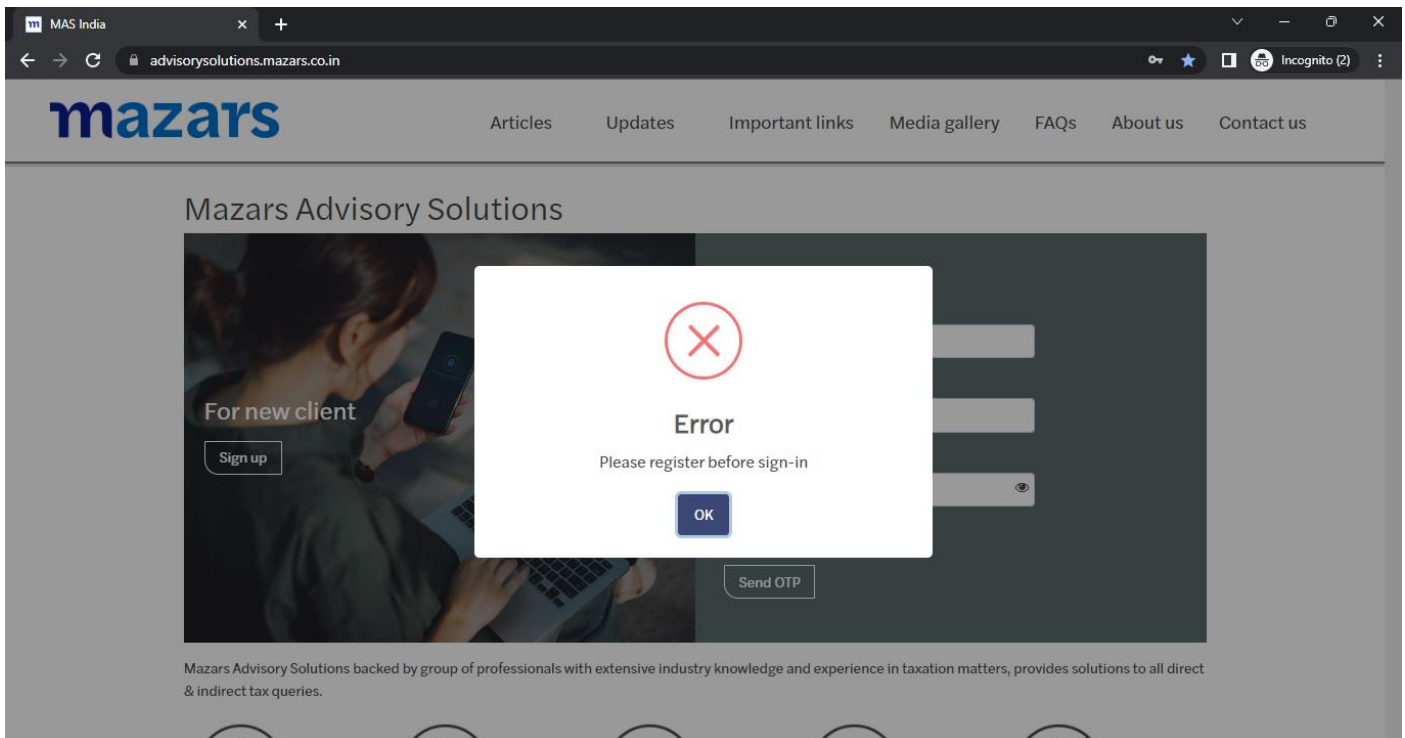 MAS India
advisorysolutions.mazars.co.in
Incognito (2)
mazars
Articles Updates Important links Media gallery FAQs About us Contact us
Mazars Advisory Solutions
For new client
Sign up
Error
Please register before sign-in
OK
Send OTP
Mazars Advisory Solutions backed by group of professionals with extensive industry knowledge and experience in taxation matters, provides solutions to all direct
& indirect tax queries.